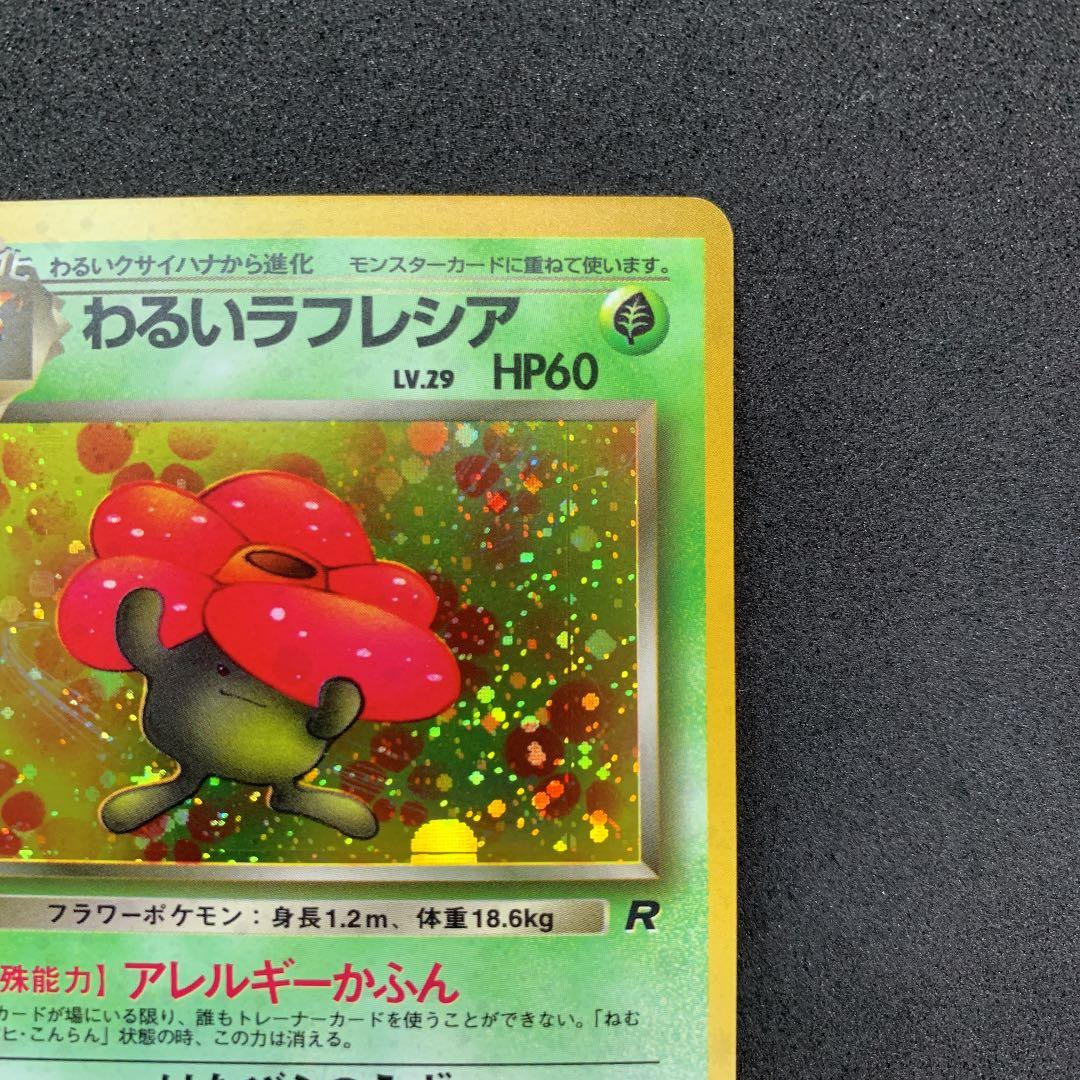 化 わるいクサイハナから進化 モンスターカードに重ねて使います。
わるいラフレシア
LV.29 HP60
フラワーポケモン：身長1.2m、体重18.6kg R
殊能力】アレルギーかふん
カードが場にいる限り、誰もトレーナーカードを使うことができない。「ねむ
ヒ・こんらん」状態の時、この力は消える。